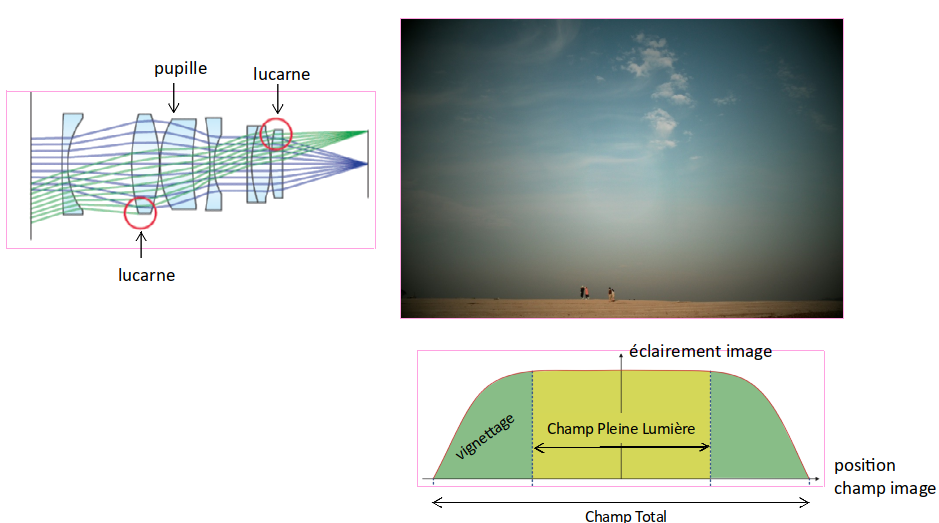 pupille
lucarne
lucarne
éclairement image
vignettage
Champ Pleine Lumière
position
champ image
Champ Total